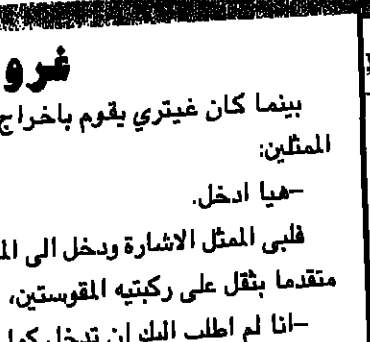 غرو
بينما كان غيتري يقوم باخراج
الممثلين:
–هيا ادخل.
فلبى الممثل الاشارة ودخل الى الم
متقدما بثقل على ركبتيه المقوستين،
–انا لم اطلب اليك ان تدخل كما